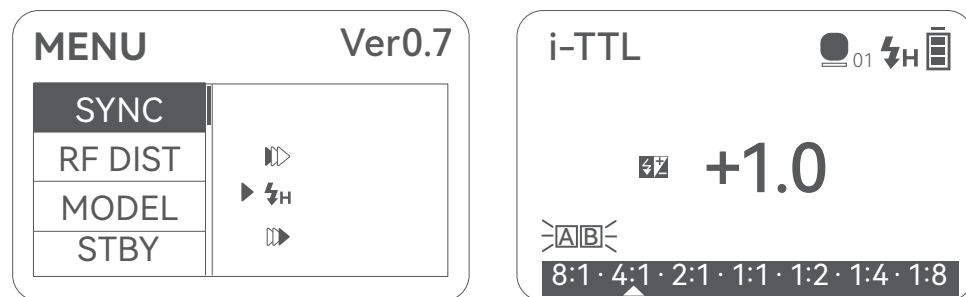 MENU Ver0.7
SYNC
RF DIST
MODEL
H
STBY
i-TTL 01 H
+1.0
A B
8:1 · 4:1 · 2:1 · 1:1 · 1:2 · 1:4 · 1:8